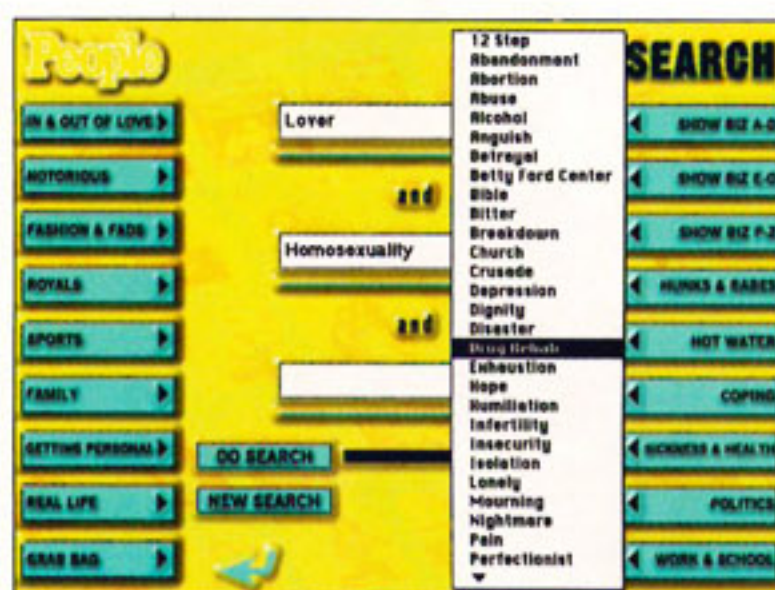 People
SEARCH
IN & OUT OF LOVE
NOTORIOUS
FASHION & FADS
ROYALS
SPORTS
FAMILY
GETTING PERSONAL
REAL LIFE
GRAB BAG
Lover
and
Homosexuality
and
DO SEARCH
NEW SEARCH
12 Step
Abandonment
Abortion
Abuse
Alcohol
Anguish
Betrayal
Betty Ford Center
Bible
Bitter
Breakdown
Church
Crusade
Depression
Dignity
Disaster
Drug Rehab
Exhaustion
Hope
Humiliation
Infertility
Insecurity
Isolation
Lonely
Mourning
Nightmare
Pain
Perfectionist
SHOW BIZ A-D
SHOW BIZ E-O
SHOW BIZ P-Z
HUNKS & BABES
HOT WATER
COPING
SICKNESS & HEALTH
POLITICS
WORK & SCHOOL